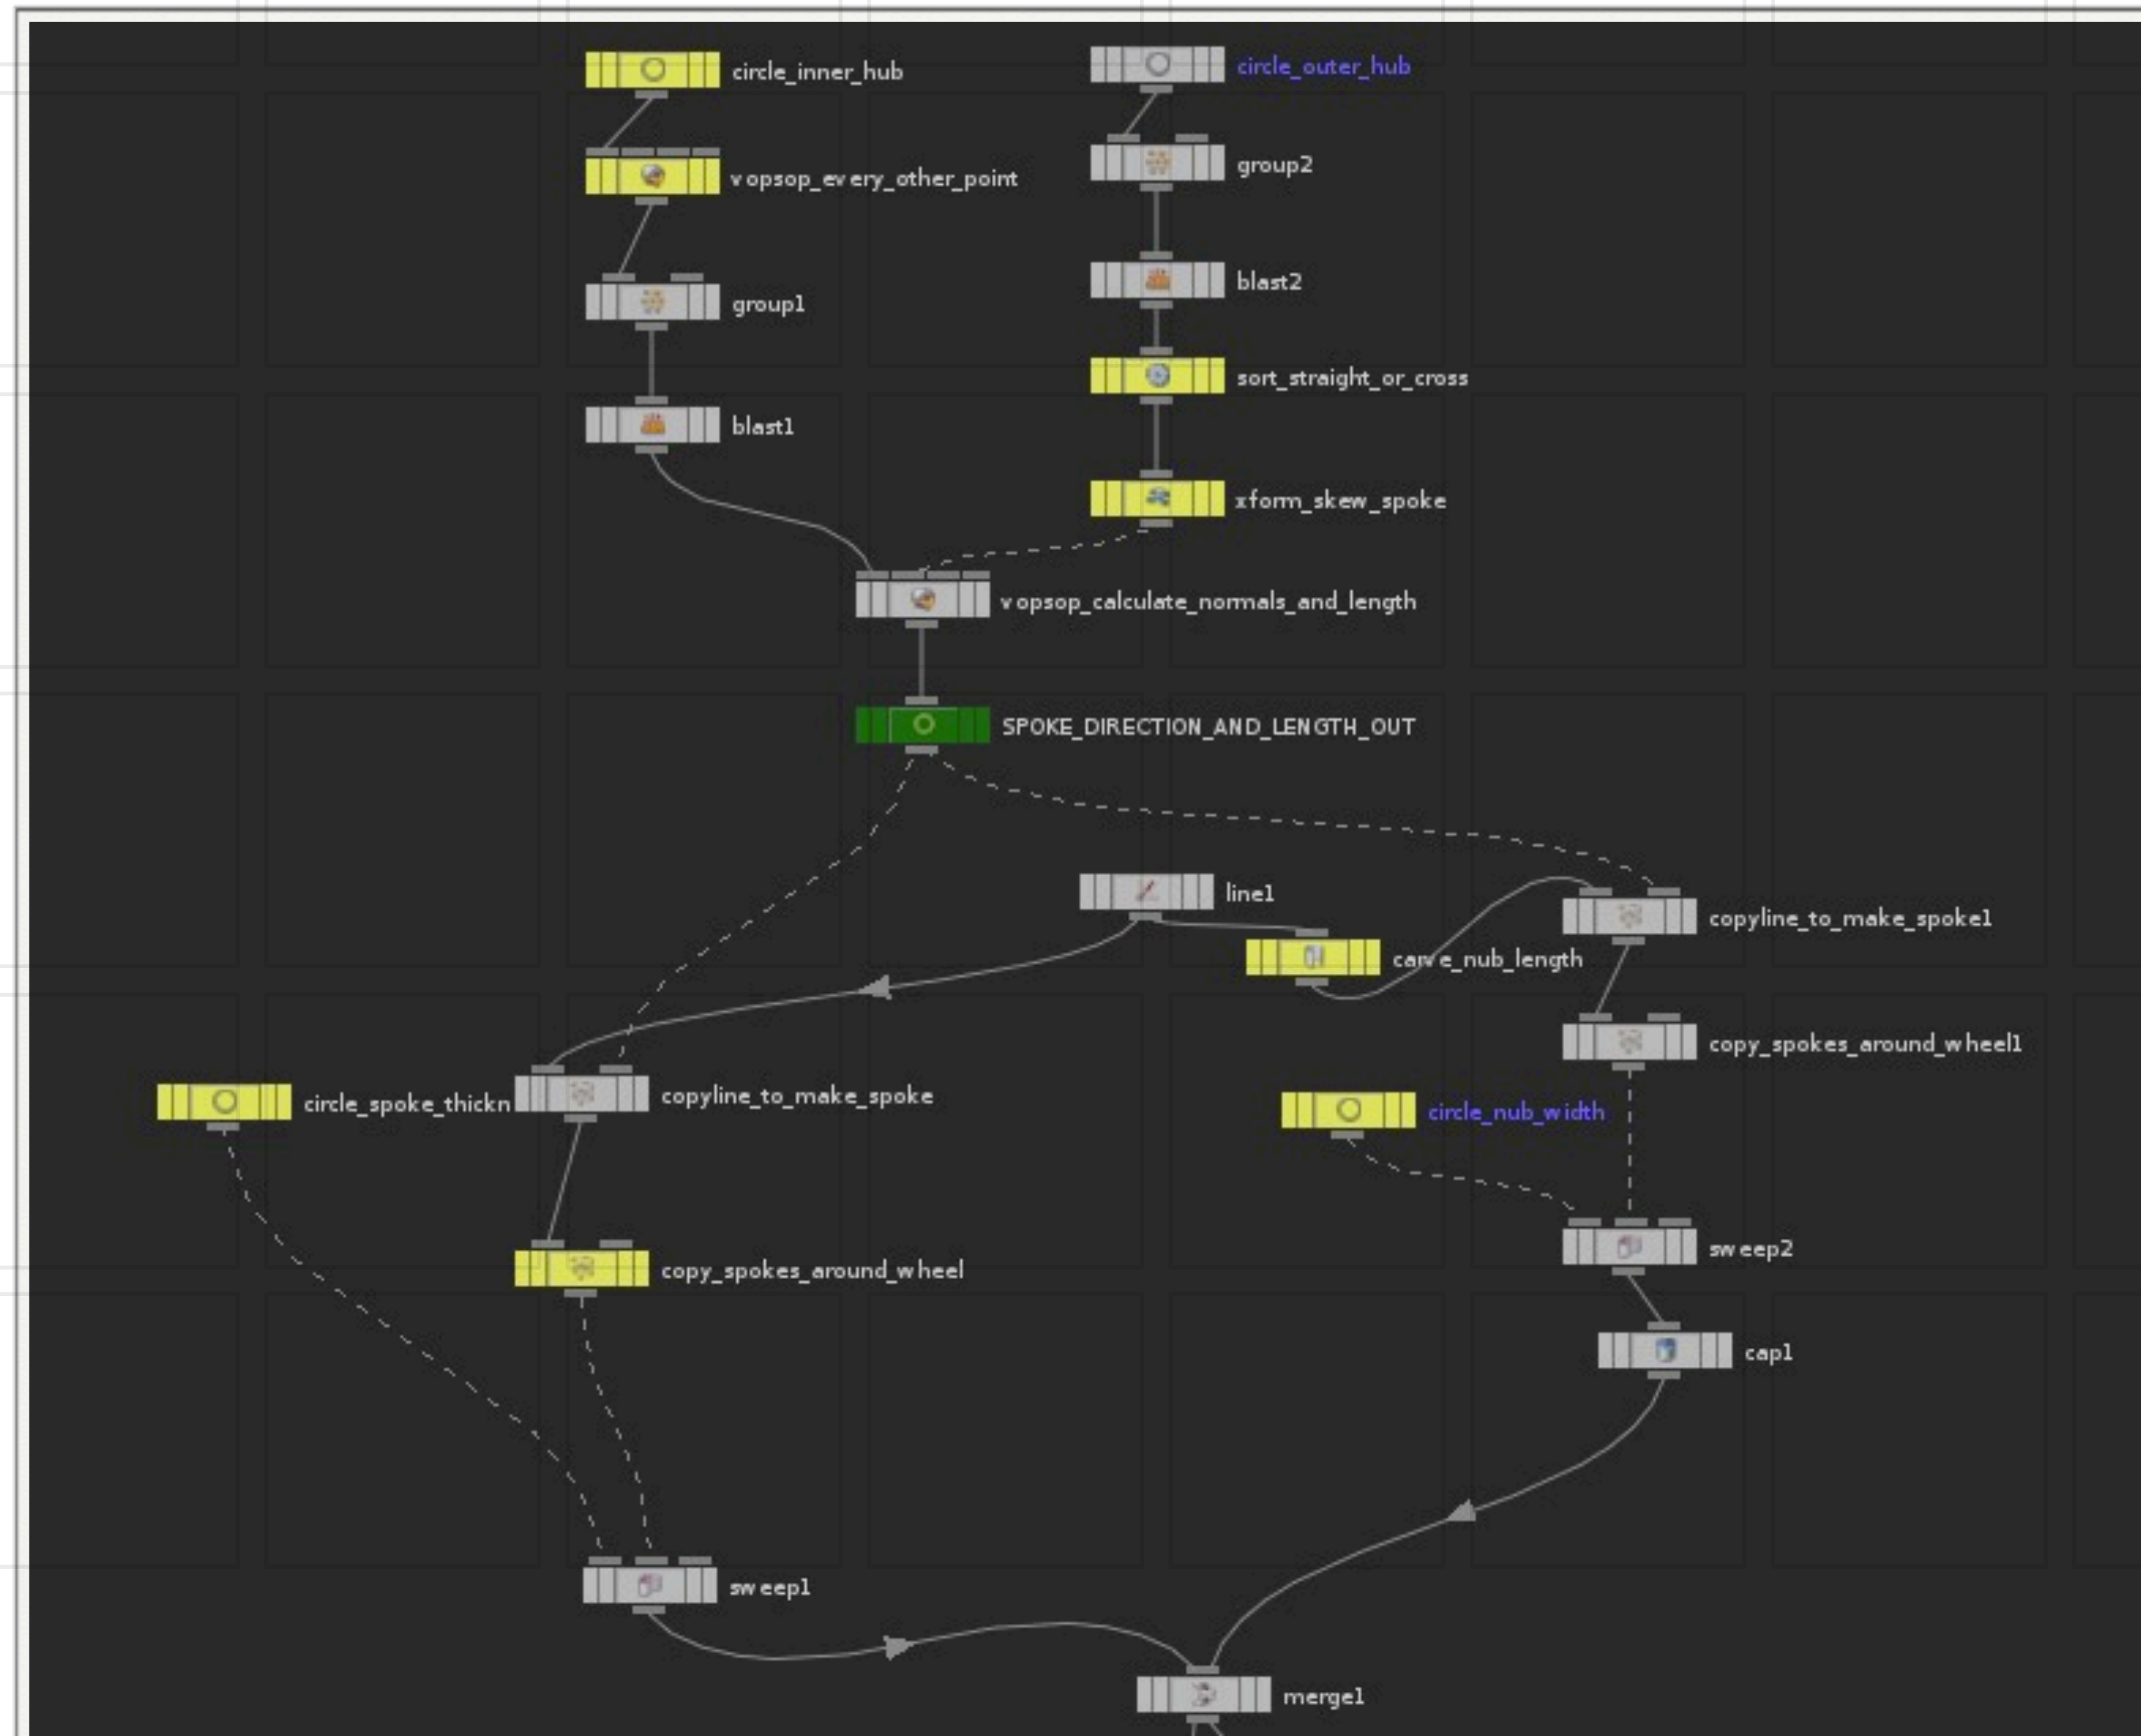 circle_inner_hub
circle_outer_hub
vopsop_every_other_point
group2
group1
blast2
sort_straight_or_cross
blast1
xform_skew_spoke
vopsop_calculate_normals_and_length
SPOKE_DIRECTION_AND_LENGTH_OUT
line1
copyline_to_make_spoke1
carve_nub_length
copy_spokes_around_wheel1
circle_spoke_thickn
copyline_to_make_spoke
circle_nub_width
sweep2
copy_spokes_around_wheel
cap1
sweep1
merge1